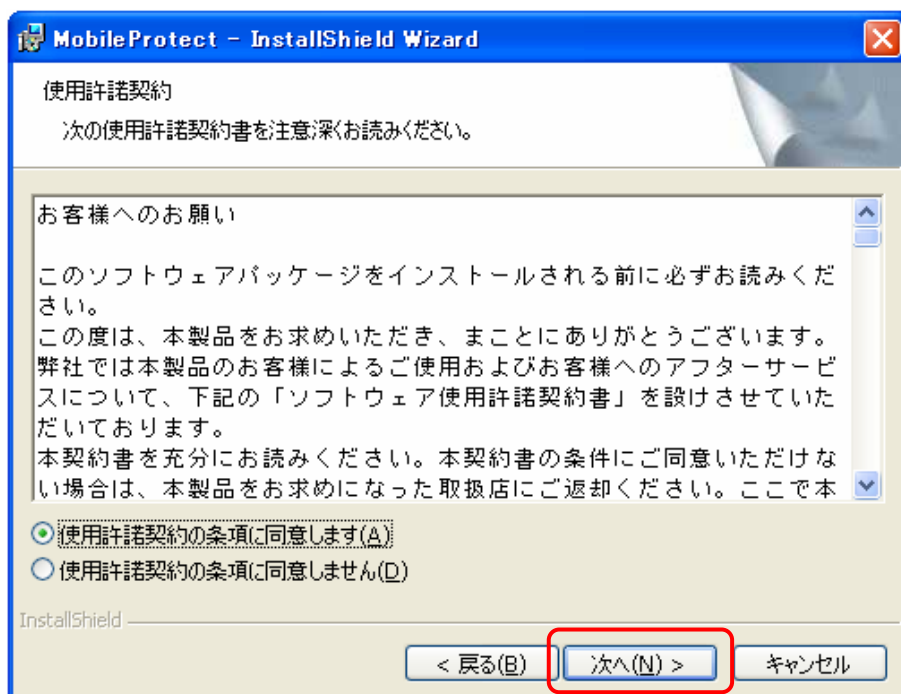 MobileProtect - InstallShield Wizard
使用許諾契約
次の使用許諾契約書を注意深くお読みください。
お客様へのお願い
このソフトウェアパッケージをインストールされる前に必ずお読みくだ
さい。
この度は、本製品をお求めいただき、まことにありがとうございます。
弊社では本製品のお客様によるご使用およびお客様へのアフターサービ
スについて、下記の「ソフトウェア使用許諾契約書」を設けさせていた
だいております。
本契約書を充分にお読みください。本契約書の条件にご同意いただけな
い場合は、本製品をお求めになった取扱店にご返却ください。ここで本
使用許諾契約の条項に同意します(A)
使用許諾契約の条項に同意しません(D)
InstallShield
< 戻る(B) 次へ(N) > キャンセル